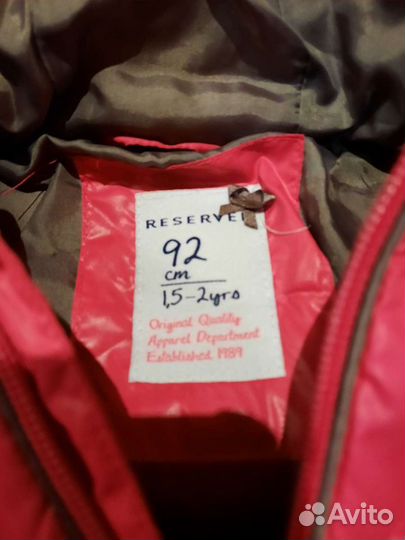 RESERVED
92
cm
1,5-2yrs
Original Quality
Apparel Department
Established 1989
Avito